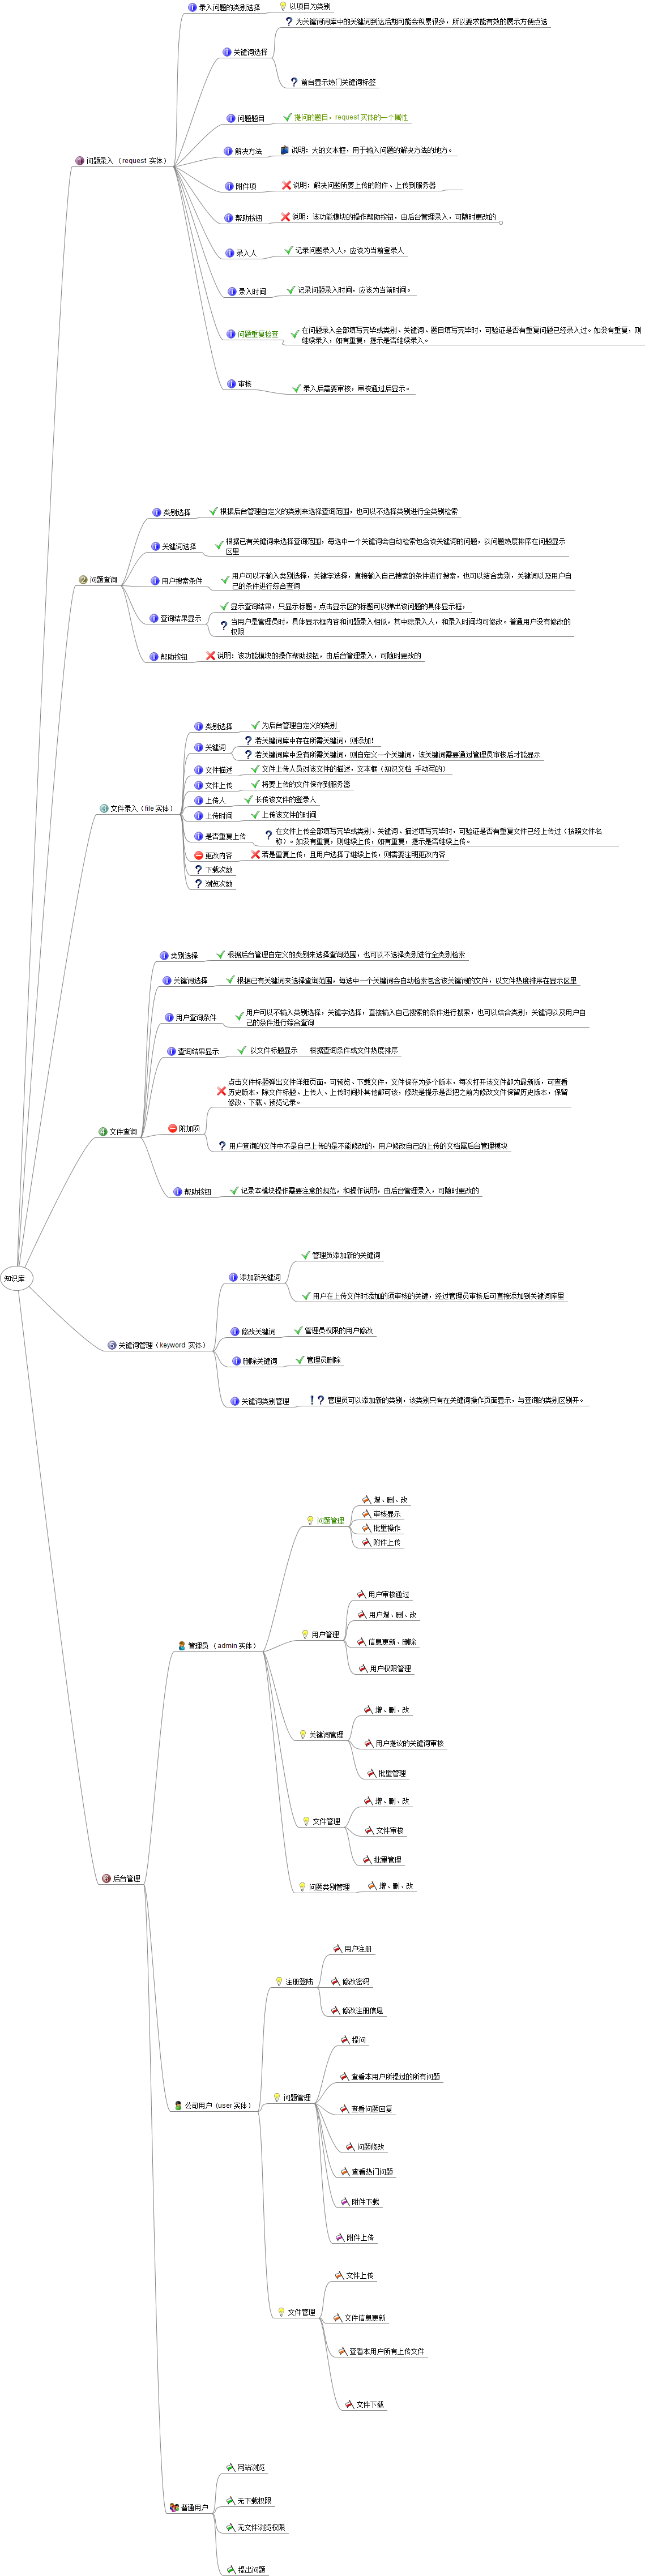 录入问题的类别选择
以项目为类别
关键词选择
为关键词词库中的关键词到达后期可能会积累很多，所以要求能有效的展示方便点选
前台显示热门关键词标签
问题题目
提问的题目，request实体的一个属性
解决方法
说明：大的文本框，用于输入问题的解决方法的地方。
问题录入（request 实体）
附件项
说明：解决问题所要上传的附件、上传到服务器
帮助按钮
说明：该功能模块的操作帮助按钮，由后台管理录入，可随时更改的
录入人
记录问题录入人，应该为当前登录人
录入时间
记录问题录入时间，应该为当前时间。
问题重复检查
在问题录入全部填写完毕或类别、关键词、题目填写完毕时，可验证是否有重复问题已经录入过。如没有重复，则
继续录入，如有重复，提示是否继续录入。
审核
录入后需要审核，审核通过后显示。
类别选择
根据后台管理自定义的类别来选择查询范围，也可以不选择类别进行全类别检索
关键词选择
根据已有关键词来选择查询范围，每选中一个关键词会自动检索包含该关键词的问题，以问题热度排序在问题显示
区里
问题查询
用户搜索条件
用户可以不输入类别选择，关键字选择，直接输入自己搜索的条件进行搜索，也可以结合类别，关键词以及用户自
己的条件进行综合查询
查询结果显示
显示查询结果，只显示标题。点击显示区的标题可以弹出该问题的具体显示框，
当用户是管理员时，具体显示框内容和问题录入相似，其中除录入人，和录入时间均可修改。普通用户没有修改的
权限
帮助按钮
说明：该功能模块的操作帮助按钮，由后台管理录入，可随时更改的
类别选择
为后台管理自定义的类别
关键词
若关键词库中存在所需关键词，则添加！
若关键词库中没有所需关键词，则自定义一个关键词，该关键词需要通过管理员审核后才能显示
文件描述
文件上传人员对该文件的描述，文本框（知识文档 手动写的）
文件上传
将要上传的文件保存到服务器
上传人
长传该文件的登录人
文件录入（file 实体）
上传时间
上传该文件的时间
是否重复上传
在文件上传全部填写完毕或类别、关键词、描述填写完毕时，可验证是否有重复文件已经上传过（按照文件名
称）。如没有重复，则继续上传，如有重复，提示是否继续上传。
更改内容
若是重复上传，且用户选择了继续上传，则需要注明更改内容
下载次数
浏览次数
类别选择
根据后台管理自定义的类别来选择查询范围，也可以不选择类别进行全类别检索
关键词选择
根据已有关键词来选择查询范围，每选中一个关键词会自动检索包含该关键词的文件，以文件热度排序在显示区里
用户查询条件
用户可以不输入类别选择，关键字选择，直接输入自己搜索的条件进行搜索，也可以结合类别，关键词以及用户自
己的条件进行综合查询
查询结果显示
以文件标题显示 根据查询条件或文件热度排序
文件查询
附加项
点击文件标题弹出文件详细页面，可预览、下载文件，文件保存为多个版本，每次打开该文件都为最新版，可查看
历史版本，除文件标题、上传人、上传时间外其他都可该，修改是提示是否把之前为修改文件保留历史版本，保留
修改、下载、预览记录。
用户查询的文件中不是自己上传的是不能修改的，用户修改自己的上传的文档属后台管理模块
帮助按钮
记录本模块操作需要注意的规范，和操作说明，由后台管理录入，可随时更改的
知识库
添加新关键词
管理员添加新的关键词
用户在上传文件时添加的须审核的关键，经过管理员审核后可直接添加到关键词库里
修改关键词
管理员权限的用户修改
关键词管理（keyword 实体）
删除关键词
管理员删除
关键词类别管理
管理员可以添加新的类别，该类别只有在关键词操作页面显示，与查询的类别区别开。
问题管理
增、删、改
审核显示
批量操作
附件上传
用户管理
用户审核通过
用户增、删、改
信息更新、删除
用户权限管理
管理员（admin 实体）
关键词管理
增、删、改
用户提议的关键词审核
批量管理
文件管理
增、删、改
文件审核
批量管理
问题类别管理
增、删、改
后台管理
注册登陆
用户注册
修改密码
修改注册信息
公司用户（user 实体）
问题管理
提问
查看本用户所提过的所有问题
查看问题回复
问题修改
查看热门问题
附件下载
附件上传
文件管理
文件上传
文件信息更新
查看本用户所有上传文件
文件下载
普通用户
网站浏览
无下载权限
无文件浏览权限
提出问题